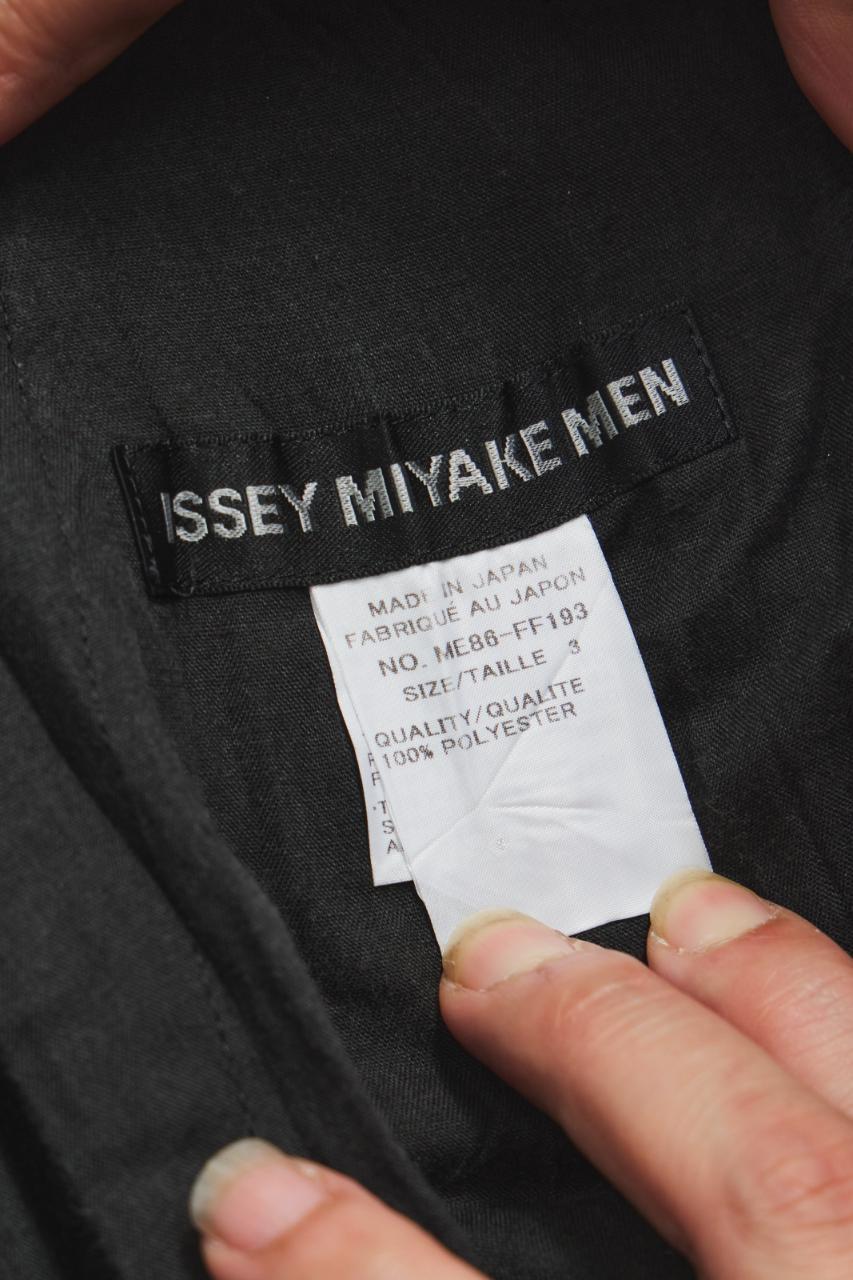 ISSEY MIYAKE MEN
MADE IN JAPAN
FABRIQUÉ AU JAPON
NO. ME86-FF193
SIZE/TAILLE 3
QUALITY/QUALITE
100% POLYESTER